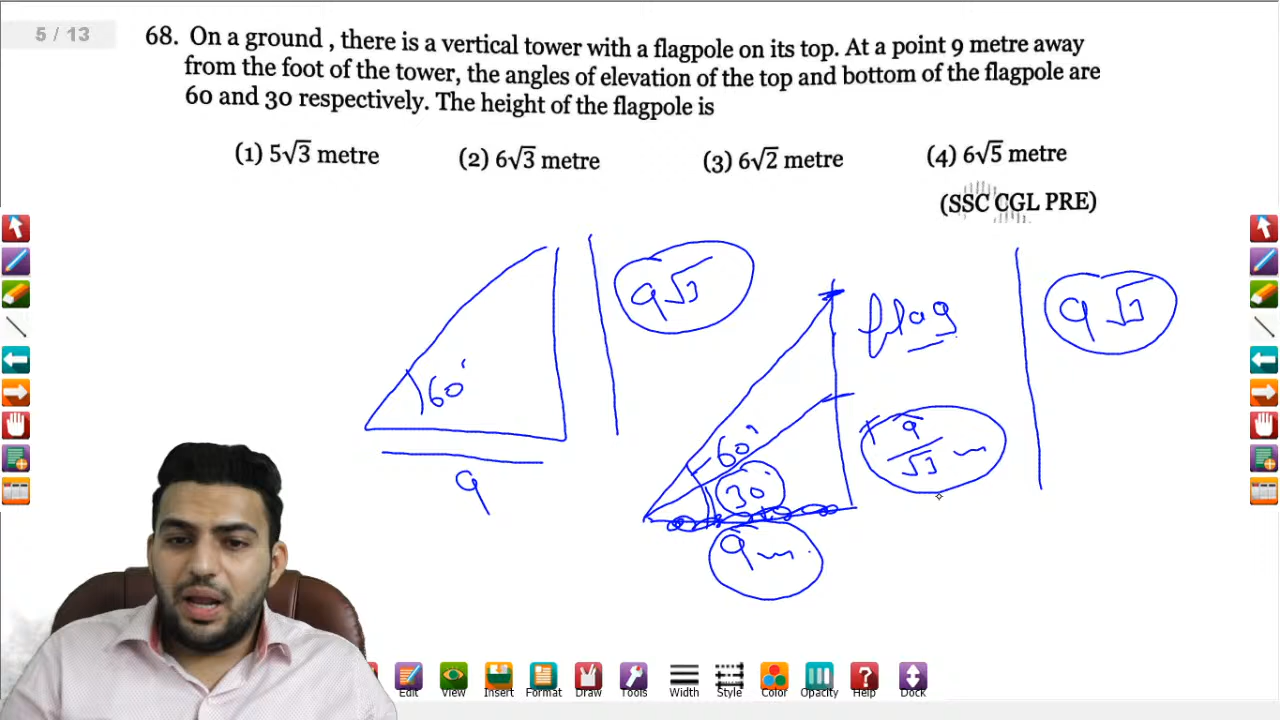 5 / 13
68. On a ground , there is a vertical tower with a flagpole on its top. At a point 9 metre away
from the foot of the tower, the angles of elevation of the top and bottom of the flagpole are
60 and 30 respectively. The height of the flagpole is
(1) 5√3 metre (2) 6√3 metre (3) 6√2 metre (4) 6√5 metre
(SSC CGL PRE)
9√3
flag
9√3
60°
9/√3 m
60°
30°
9
9 m
Edit View Insert Format Draw Tools Width Style Color Opacity Help Dock